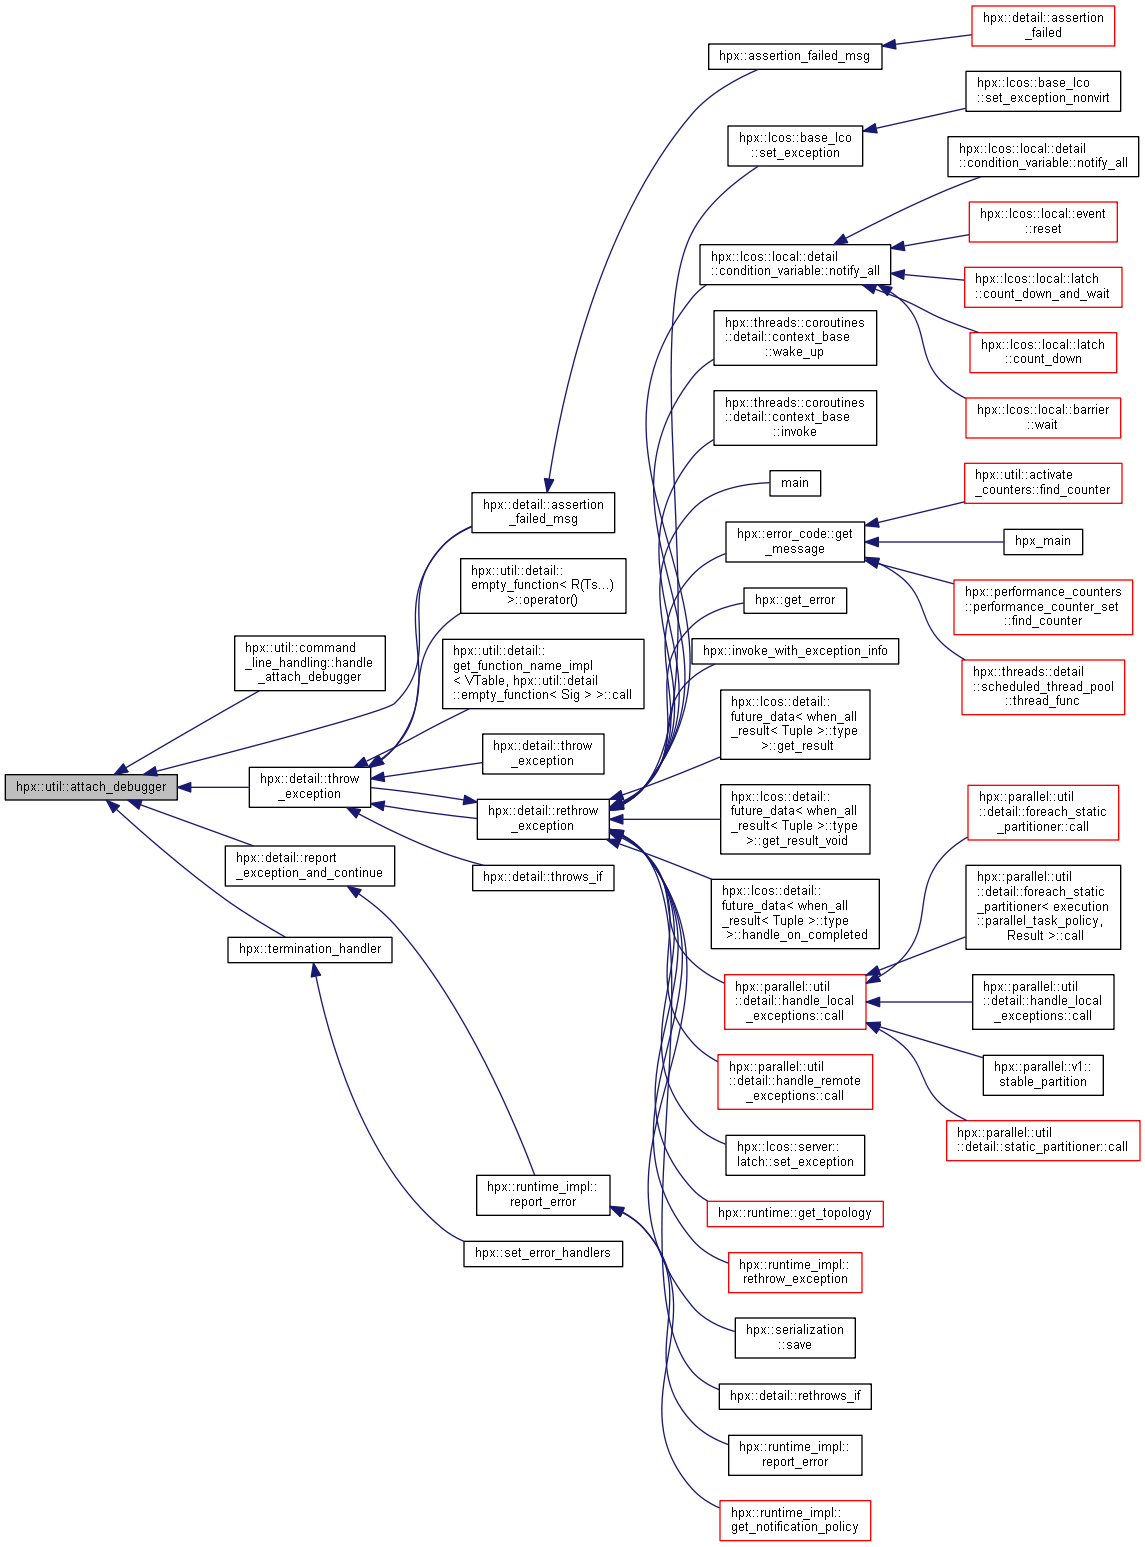 hpx::util::attach_debugger
hpx::util::command
_line_handling::handle
_attach_debugger
hpx::detail::throw
_exception
hpx::detail::report
_exception_and_continue
hpx::termination_handler
hpx::detail::assertion
_failed_msg
hpx::util::detail::
empty_function< R(Ts...)
>::operator()
hpx::util::detail::
get_function_name_impl
< VTable, hpx::util::detail
::empty_function< Sig > >::call
hpx::detail::throw
_exception
hpx::detail::rethrow
_exception
hpx::detail::throws_if
hpx::runtime_impl::
report_error
hpx::set_error_handlers
hpx::assertion_failed_msg
hpx::lcos::base_lco
::set_exception
hpx::lcos::local::detail
::condition_variable::notify_all
hpx::threads::coroutines
::detail::context_base
::wake_up
hpx::threads::coroutines
::detail::context_base
::invoke
main
hpx::error_code::get
_message
hpx::get_error
hpx::invoke_with_exception_info
hpx::lcos::detail::
future_data< when_all
_result< Tuple >::type
>::get_result
hpx::lcos::detail::
future_data< when_all
_result< Tuple >::type
>::get_result_void
hpx::lcos::detail::
future_data< when_all
_result< Tuple >::type
>::handle_on_completed
hpx::parallel::util
::detail::handle_local
_exceptions::call
hpx::parallel::util
::detail::handle_remote
_exceptions::call
hpx::lcos::server::
latch::set_exception
hpx::runtime::get_topology
hpx::runtime_impl::
rethrow_exception
hpx::serialization
::save
hpx::detail::rethrows_if
hpx::runtime_impl::
report_error
hpx::runtime_impl::
get_notification_policy
hpx::detail::assertion
_failed
hpx::lcos::base_lco
::set_exception_nonvirt
hpx::lcos::local::detail
::condition_variable::notify_all
hpx::lcos::local::event
::reset
hpx::lcos::local::latch
::count_down_and_wait
hpx::lcos::local::latch
::count_down
hpx::lcos::local::barrier
::wait
hpx::util::activate
_counters::find_counter
hpx_main
hpx::performance_counters
::performance_counter_set
::find_counter
hpx::threads::detail
::scheduled_thread_pool
::thread_func
hpx::parallel::util
::detail::foreach_static
_partitioner::call
hpx::parallel::util
::detail::foreach_static
_partitioner< execution
::parallel_task_policy,
Result >::call
hpx::parallel::util
::detail::handle_local
_exceptions::call
hpx::parallel::v1::
stable_partition
hpx::parallel::util
::detail::static_partitioner::call